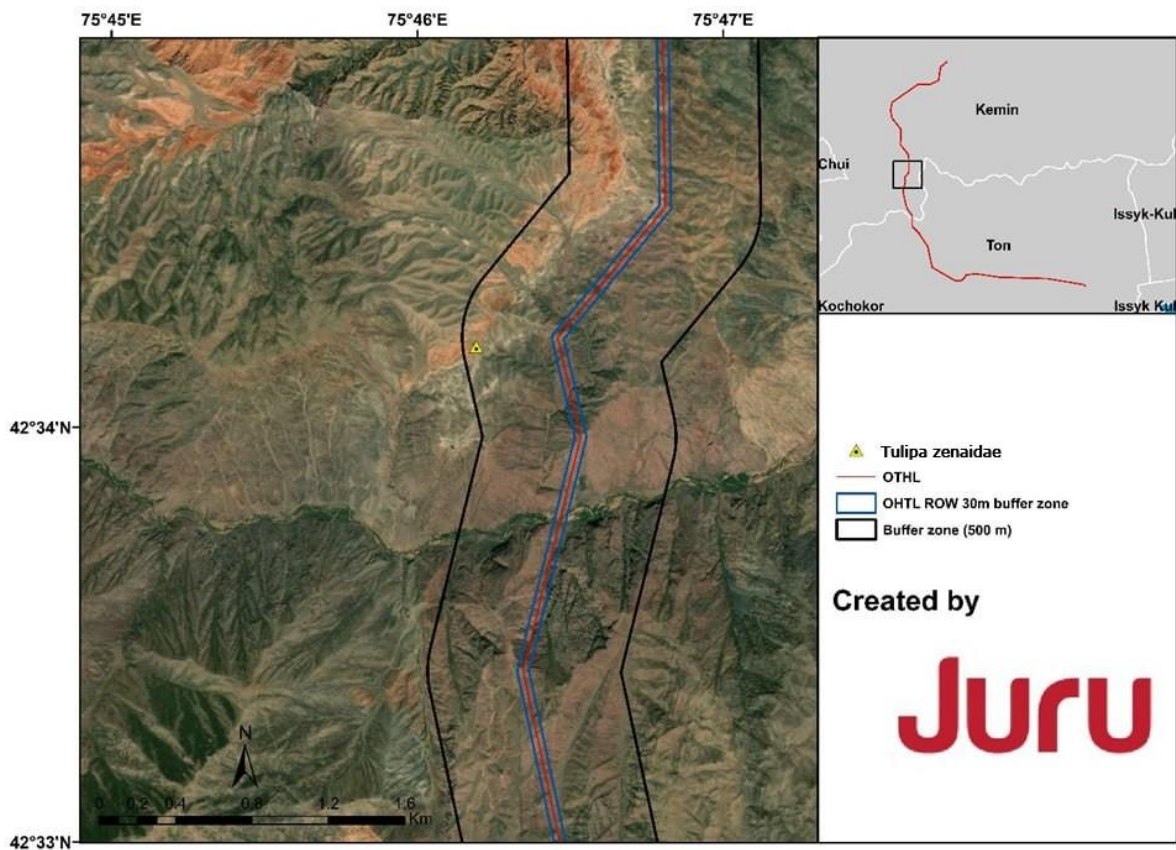 75°45'E
75°46'E
75°47'E
42°34'N
42°33'N
N
0 0.2 0.4 0.8 1.2 1.6
Km
Kemin
Chui
Issyk-Kul
Ton
Kochokor
Issyk Kul
Tulipa zenaidae
OTHL
OHTL ROW 30m buffer zone
Buffer zone (500 m)
Created by
Juru